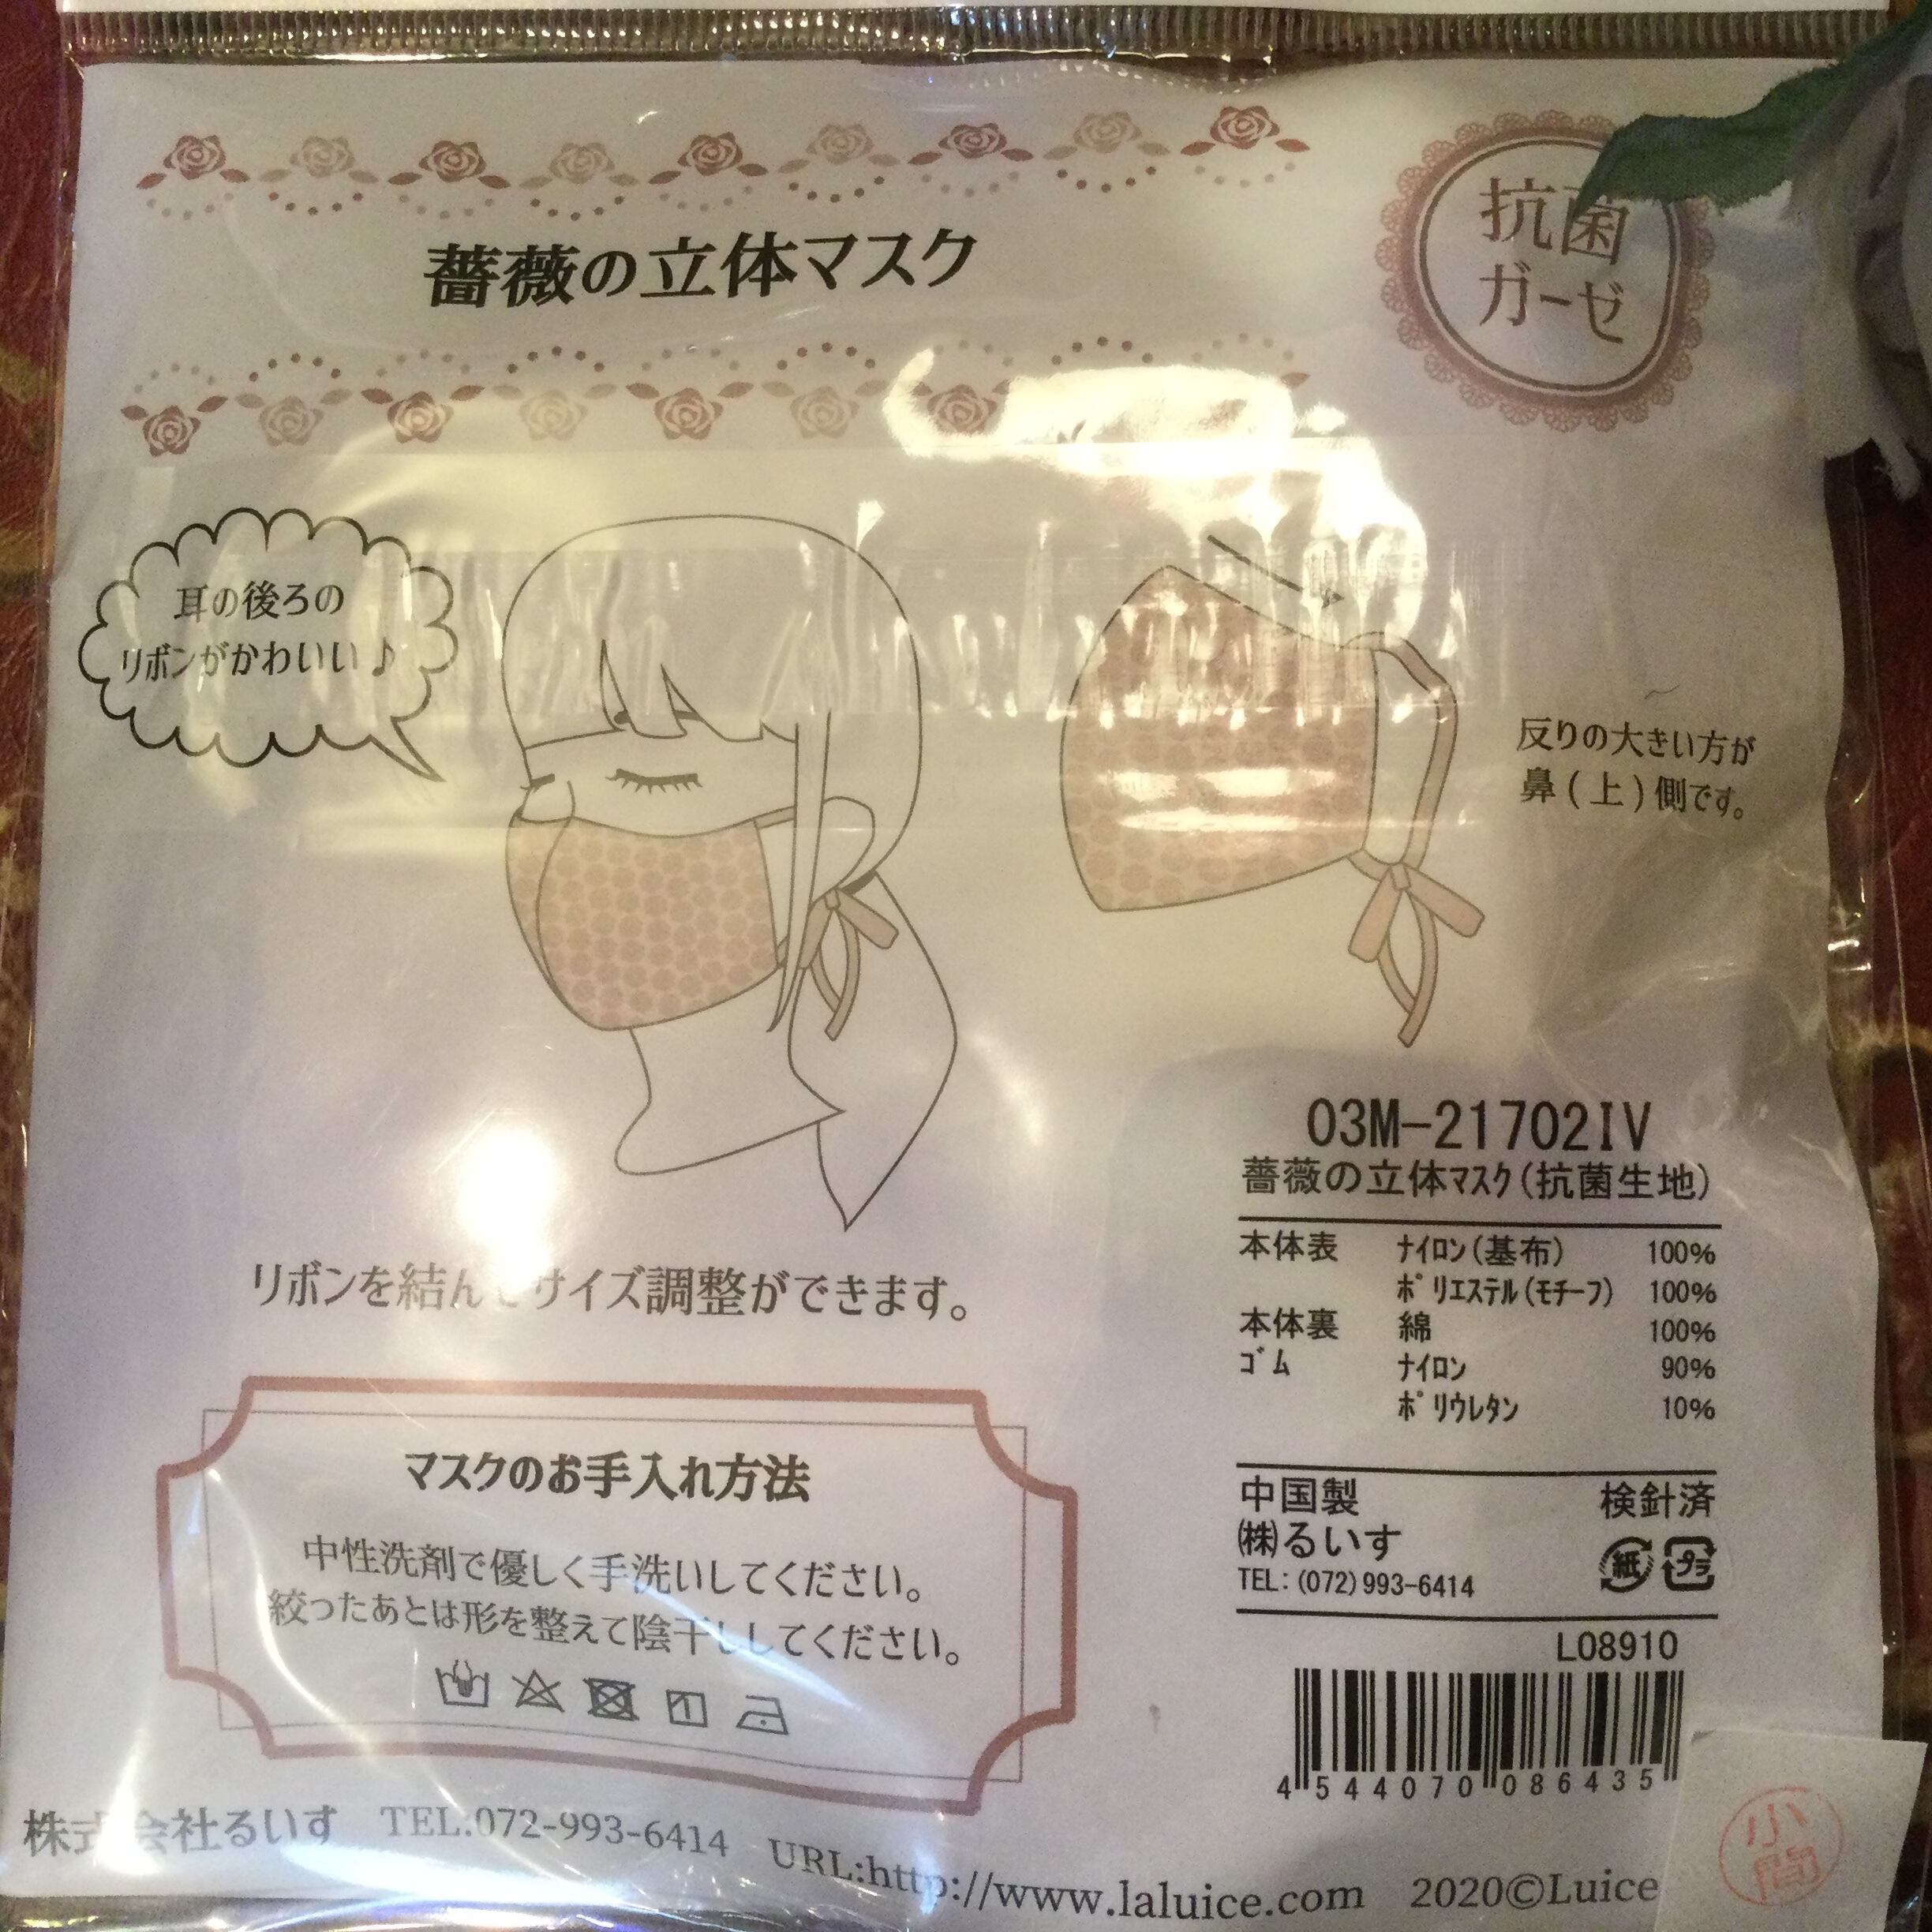 薔薇の立体マスク
抗菌
ガーゼ
耳の後ろの
リボンがかわいい♪
反りの大きい方が
鼻(上)側です。
リボンを結んでサイズ調整ができます。
マスクのお手入れ方法
中性洗剤で優しく手洗いしてください。
絞ったあとは形を整えて陰干ししてください。
03M-21702IV
薔薇の立体ﾏｽｸ(抗菌生地)
本体表 ﾅｲﾛﾝ(基布) 100%
ﾎﾟﾘｴｽﾃﾙ(ﾓﾁｰﾌ) 100%
本体裏 綿 100%
ｺﾞﾑ ﾅｲﾛﾝ 90%
ﾎﾟﾘｳﾚﾀﾝ 10%
中国製 検針済
㈱るいす
紙 プラ
TEL:(072)993-6414
L08910
4544070086435
株式会社るいす TEL:072-993-6414 URL:http://www.laluice.com 2020©Luice